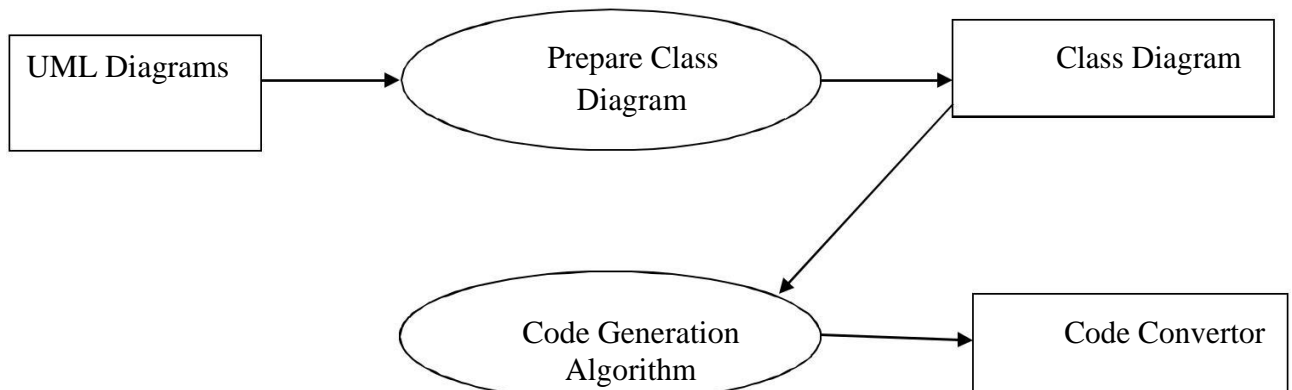 UML Diagrams
Prepare Class
Diagram
Class Diagram
Code Generation
Algorithm
Code Convertor